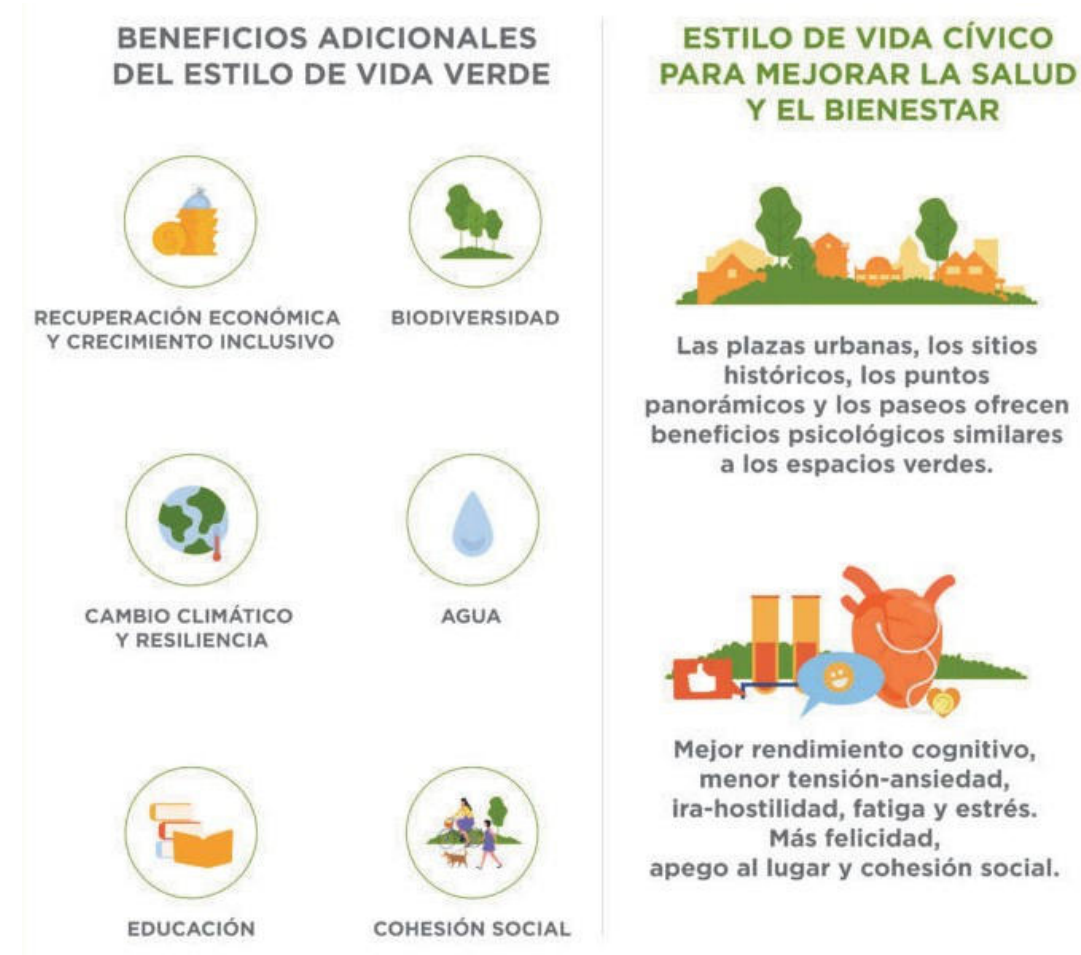 BENEFICIOS ADICIONALES
DEL ESTILO DE VIDA VERDE
RECUPERACIÓN ECONÓMICA
Y CRECIMIENTO INCLUSIVO
BIODIVERSIDAD
CAMBIO CLIMÁTICO
Y RESILIENCIA
AGUA
EDUCACIÓN
COHESIÓN SOCIAL
ESTILO DE VIDA CÍVICO
PARA MEJORAR LA SALUD
Y EL BIENESTAR
Las plazas urbanas, los sitios
históricos, los puntos
panorámicos y los paseos ofrecen
beneficios psicológicos similares
a los espacios verdes.
Mejor rendimiento cognitivo,
menor tensión-ansiedad,
ira-hostilidad, fatiga y estrés.
Más felicidad,
apego al lugar y cohesión social.